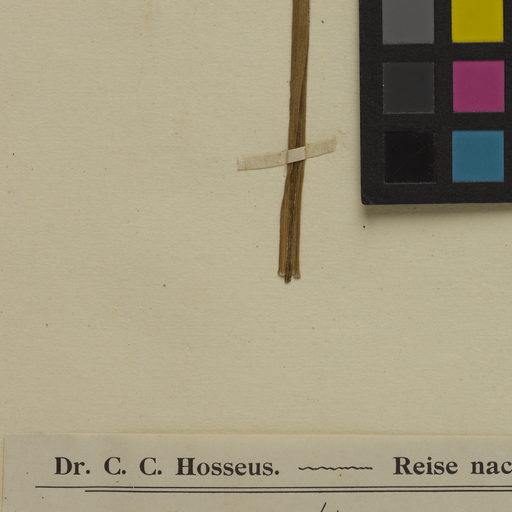 Dr. C. C. Hosseus. Reise nac